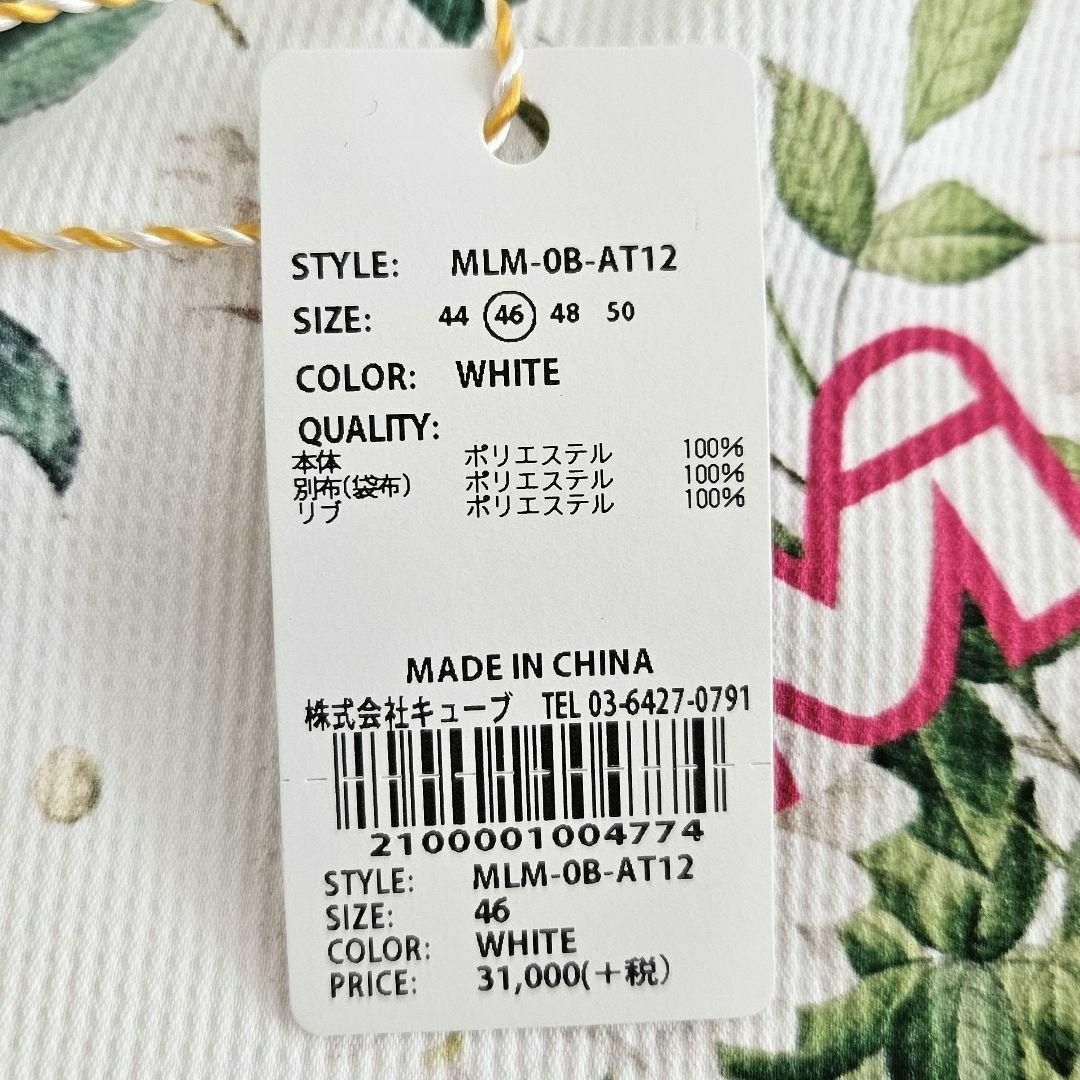 STYLE: MLM-0B-AT12
SIZE: 44 46 48 50
COLOR: WHITE
QUALITY:
本体 ポリエステル 100%
別布(袋布) ポリエステル 100%
リブ ポリエステル 100%
MADE IN CHINA
株式会社キューブ TEL 03-6427-0791
2100001004774
STYLE: MLM-0B-AT12
SIZE: 46
COLOR: WHITE
PRICE: 31,000(+税)